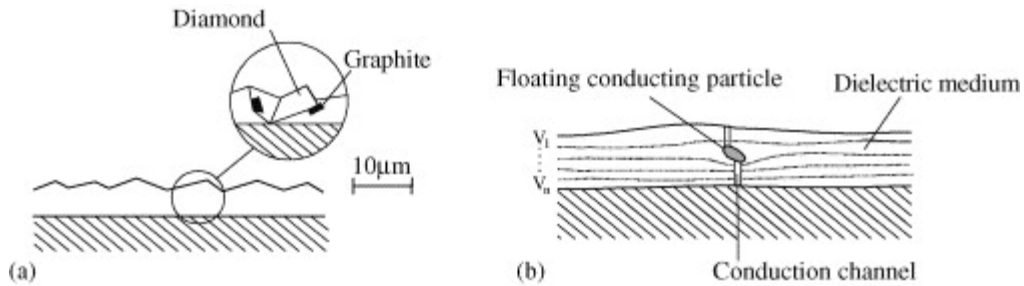 Diamond
Graphite
10μm
(a)
Floating conducting particle
Dielectric medium
V1
Vn
(b)
Conduction channel